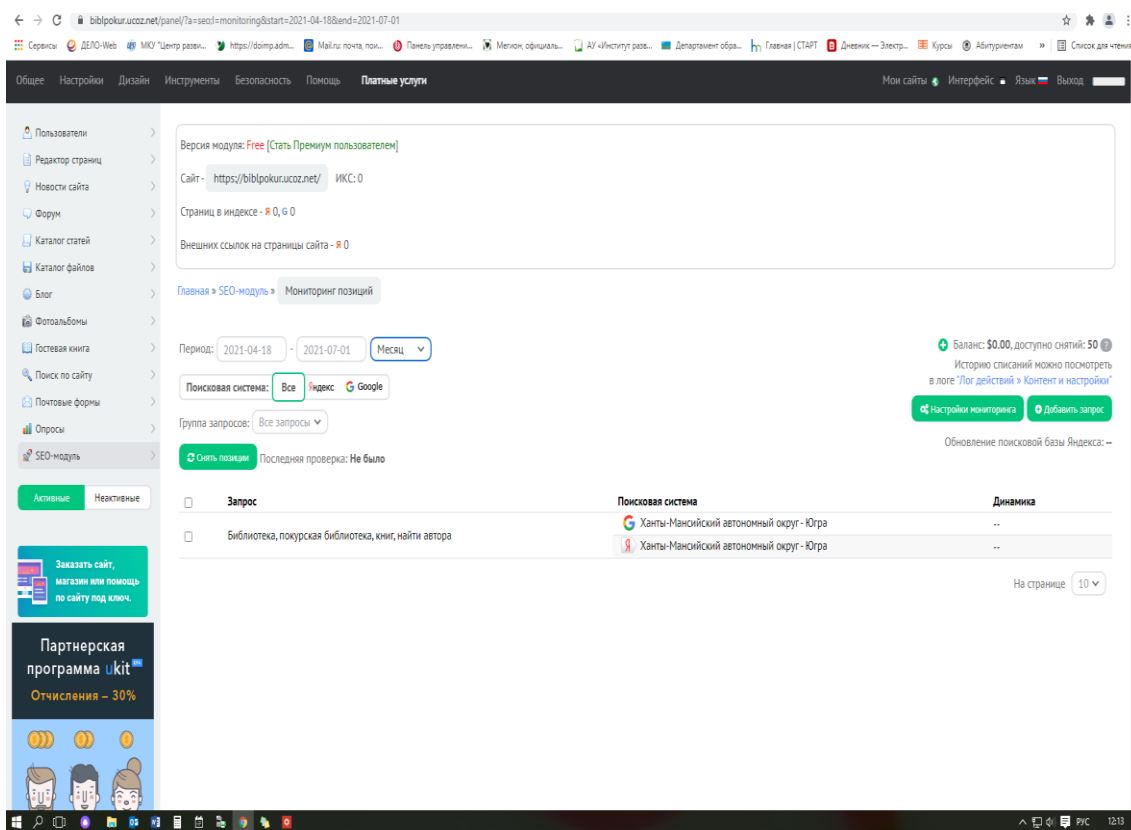 biblpokur.ucoz.net/panel/?a=seo;l=monitoring&start=2021-04-18&end=2021-07-01
Сервисы ДЕЛО-Web МКУ "Центр разви... https://doimp.adm... Mail.ru: почта, пои... Панель управлени... Мегион, официаль... АУ «Институт разв... Департамент обра... Главная | СТАРТ Дневник — Электр... Курсы Абитуриентам » Список для чтения
Общее Настройки Дизайн Инструменты Безопасность Помощь Платные услуги Мои сайты Интерфейс Язык Выход
Пользователи
Редактор страниц
Новости сайта
Форум
Каталог статей
Каталог файлов
Блог
Фотоальбомы
Гостевая книга
Поиск по сайту
Почтовые формы
Опросы
SEO-модуль
Активные Неактивные
Заказать сайт,
магазин или помощь
по сайту под ключ.
Партнерская
программа ukit
Отчисления – 30%
Версия модуля: Free [Стать Премиум пользователем]
Сайт - https://biblpokur.ucoz.net/ ИКС: 0
Страниц в индексе - Я 0, G 0
Внешних ссылок на страницы сайта - Я 0
Главная » SEO-модуль » Мониторинг позиций
Период: 2021-04-18 - 2021-07-01 Месяц
Поисковая система: Все Яндекс Google
Группа запросов: Все запросы
Снять позиции Последняя проверка: Не было
Баланс: $0.00, доступно снятий: 50 ?
Историю списаний можно посмотреть
в логе "Лог действий » Контент и настройки"
Настройки мониторинга Добавить запрос
Обновление поисковой базы Яндекса: --
Запрос Поисковая система Динамика
Библиотека, покурская библиотека, книг, найти автора
Ханты-Мансийский автономный округ - Югра --
Ханты-Мансийский автономный округ - Югра --
На странице 10
РУС 12:13